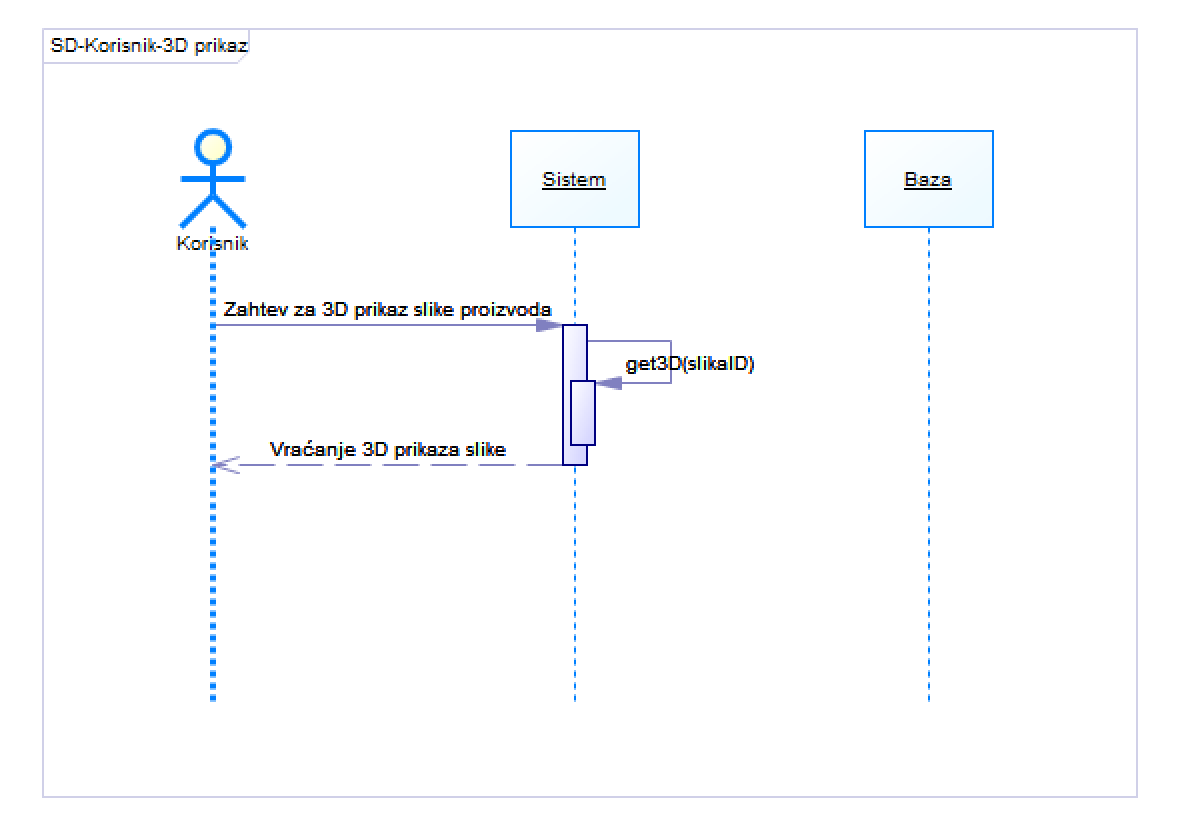 SD-Korisnik-3D prikaz
Korisnik
Sistem
Baza
Zahtev za 3D prikaz slike proizvoda
get3D(slikaID)
Vraćanje 3D prikaza slike